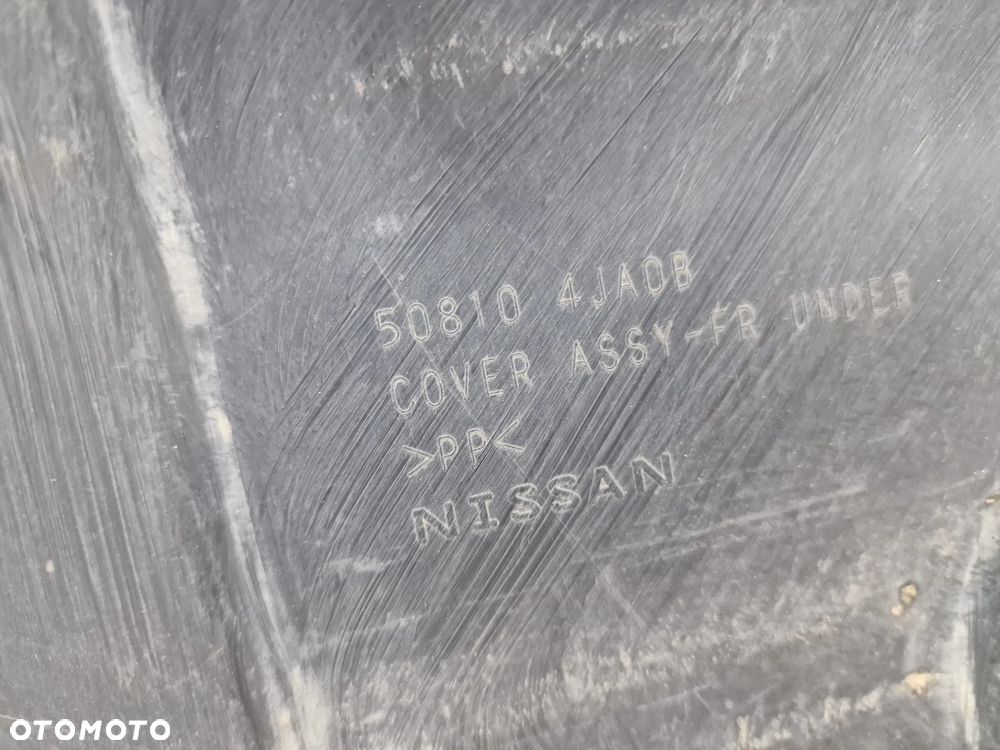 50810 4JA0B
COVER ASSY-FR UNDER
>PP<
NISSAN
OTOMOTO